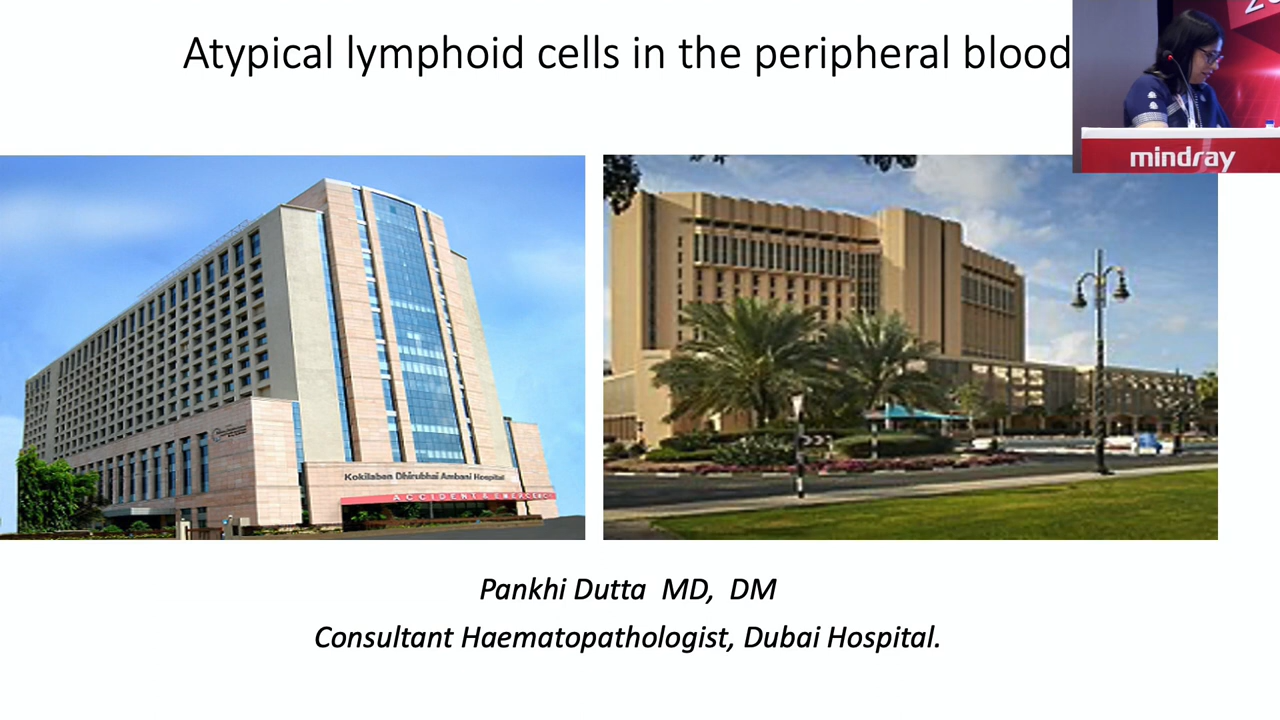 Atypical lymphoid cells in the peripheral blood
mindray
Kokilaben Dhirubhai Ambani Hospital
ACCIDENT & EMERGENCY
Pankhi Dutta MD, DM
Consultant Haematopathologist, Dubai Hospital.